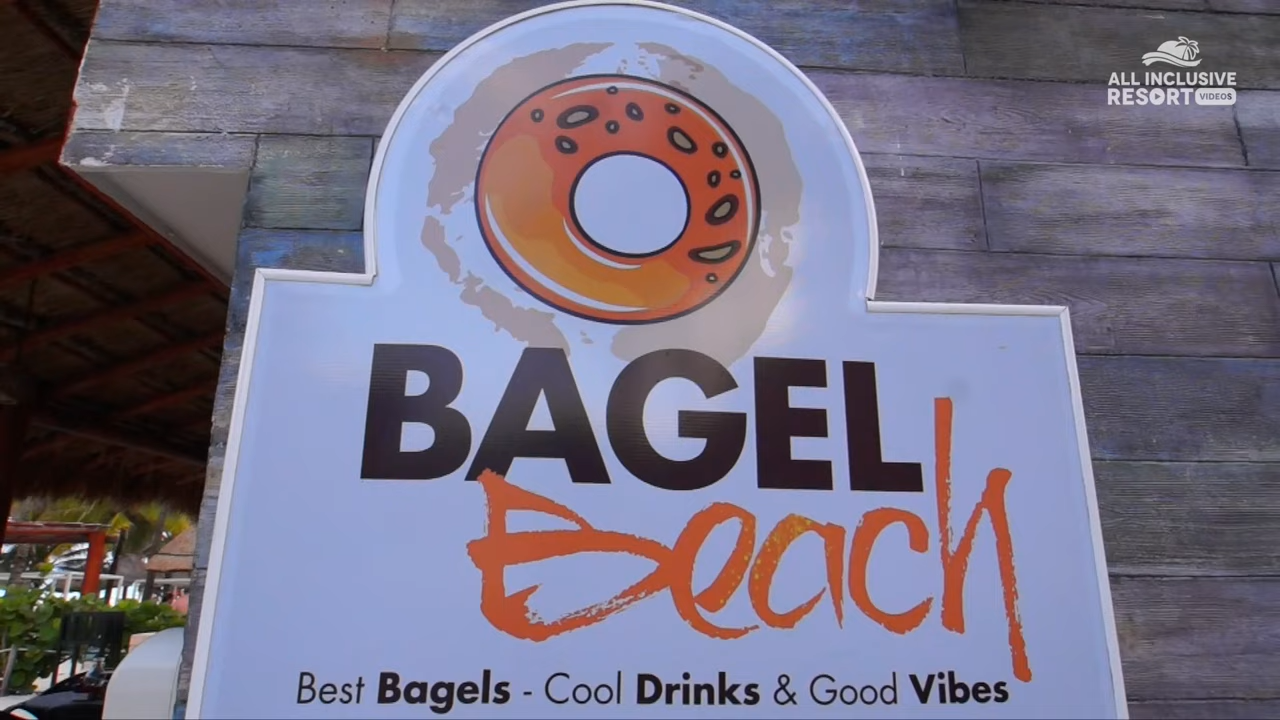 ALL INCLUSIVE
RESORT VIDEOS
BAGEL
Beach
Best Bagels - Cool Drinks & Good Vibes